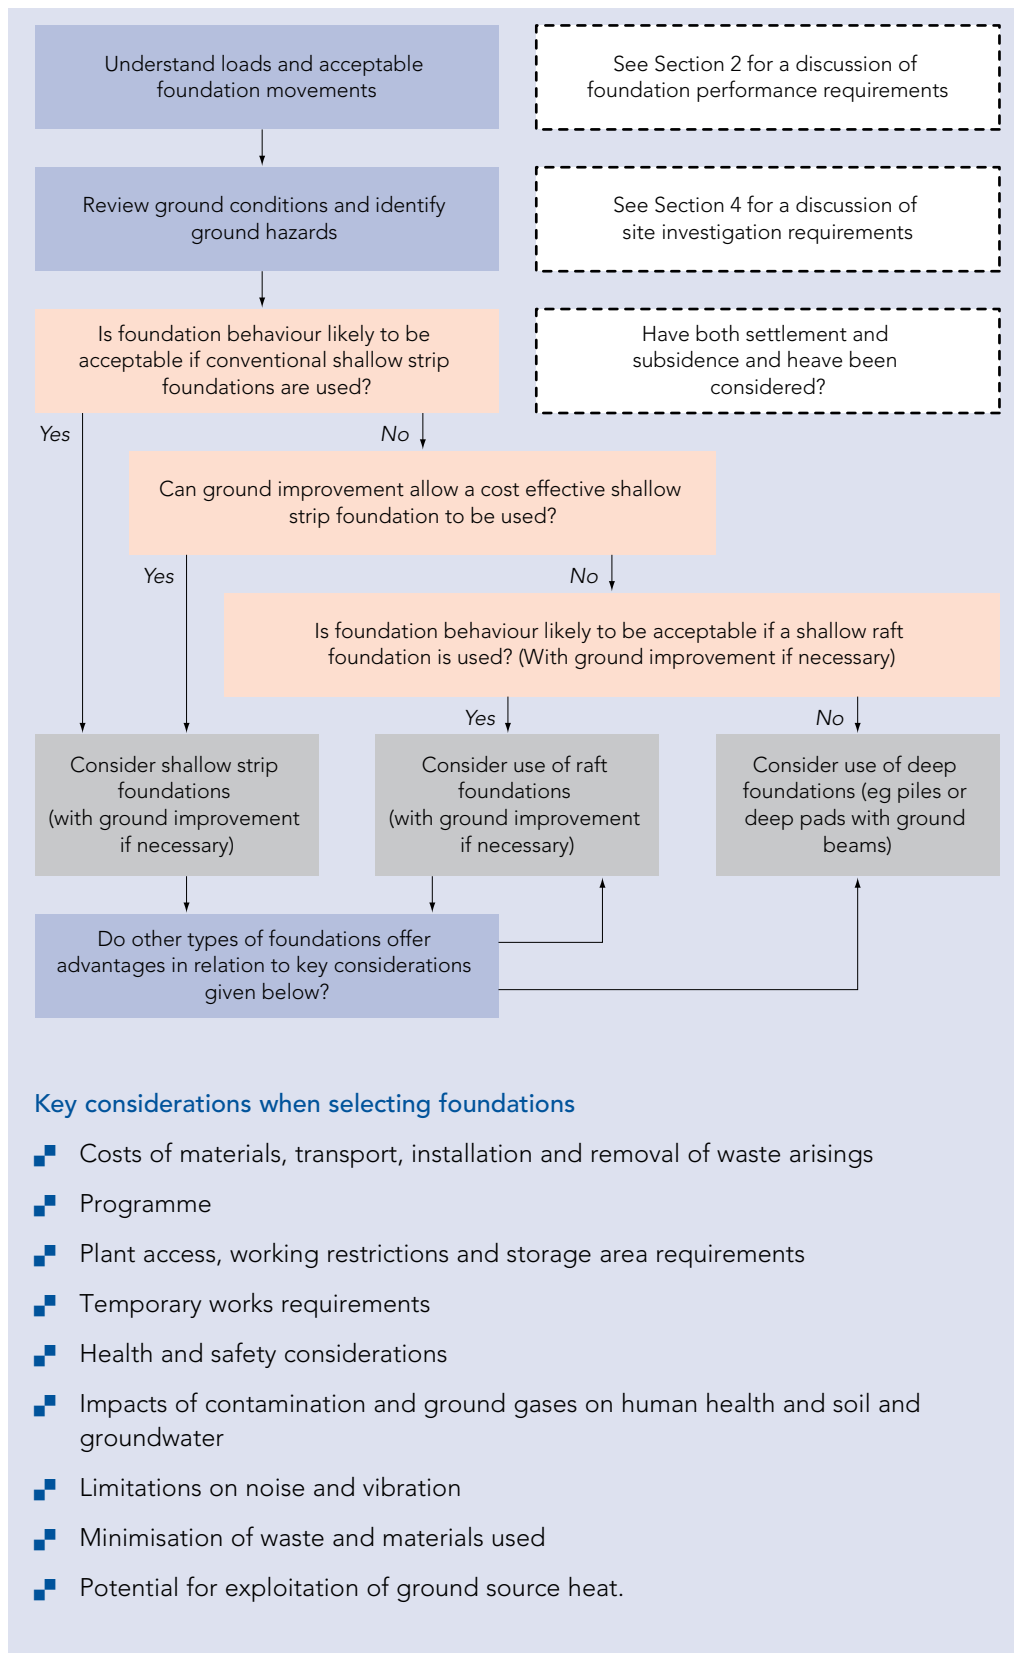 Understand loads and acceptable
foundation movements
See Section 2 for a discussion of
foundation performance requirements
Review ground conditions and identify
ground hazards
See Section 4 for a discussion of
site investigation requirements
Is foundation behaviour likely to be
acceptable if conventional shallow strip
foundations are used?
Have both settlement and
subsidence and heave been
considered?
Yes
No
Can ground improvement allow a cost effective shallow
strip foundation to be used?
Yes
No
Is foundation behaviour likely to be acceptable if a shallow raft
foundation is used? (With ground improvement if necessary)
Yes
No
Consider shallow strip
foundations
(with ground improvement
if necessary)
Consider use of raft
foundations
(with ground improvement
if necessary)
Consider use of deep
foundations (eg piles or
deep pads with ground
beams)
Do other types of foundations offer
advantages in relation to key considerations
given below?
Key considerations when selecting foundations
Costs of materials, transport, installation and removal of waste arisings
Programme
Plant access, working restrictions and storage area requirements
Temporary works requirements
Health and safety considerations
Impacts of contamination and ground gases on human health and soil and
groundwater
Limitations on noise and vibration
Minimisation of waste and materials used
Potential for exploitation of ground source heat.